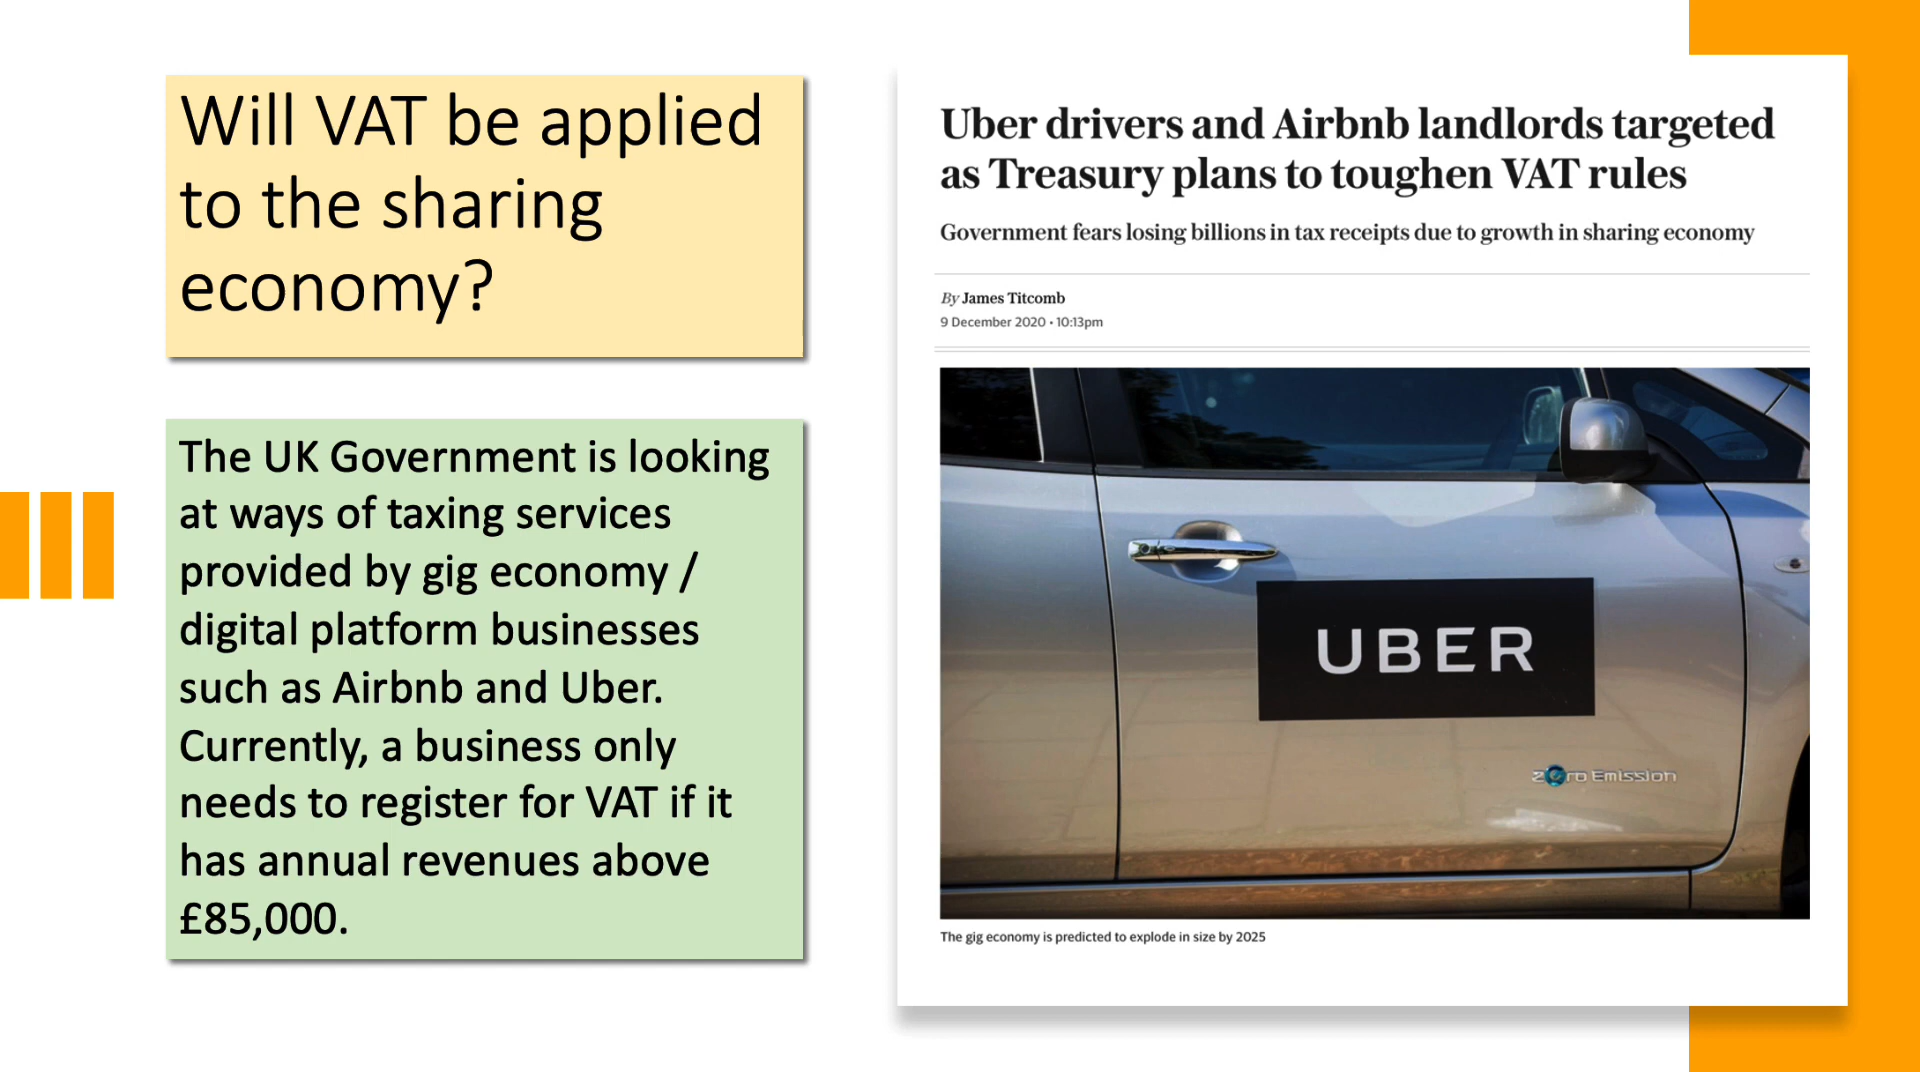 Will VAT be applied
to the sharing
economy?
The UK Government is looking
at ways of taxing services
provided by gig economy /
digital platform businesses
such as Airbnb and Uber.
Currently, a business only
needs to register for VAT if it
has annual revenues above
£85,000.
Uber drivers and Airbnb landlords targeted
as Treasury plans to toughen VAT rules
Government fears losing billions in tax receipts due to growth in sharing economy
By James Titcomb
9 December 2020 • 10:13pm
UBER
zero Emission
The gig economy is predicted to explode in size by 2025